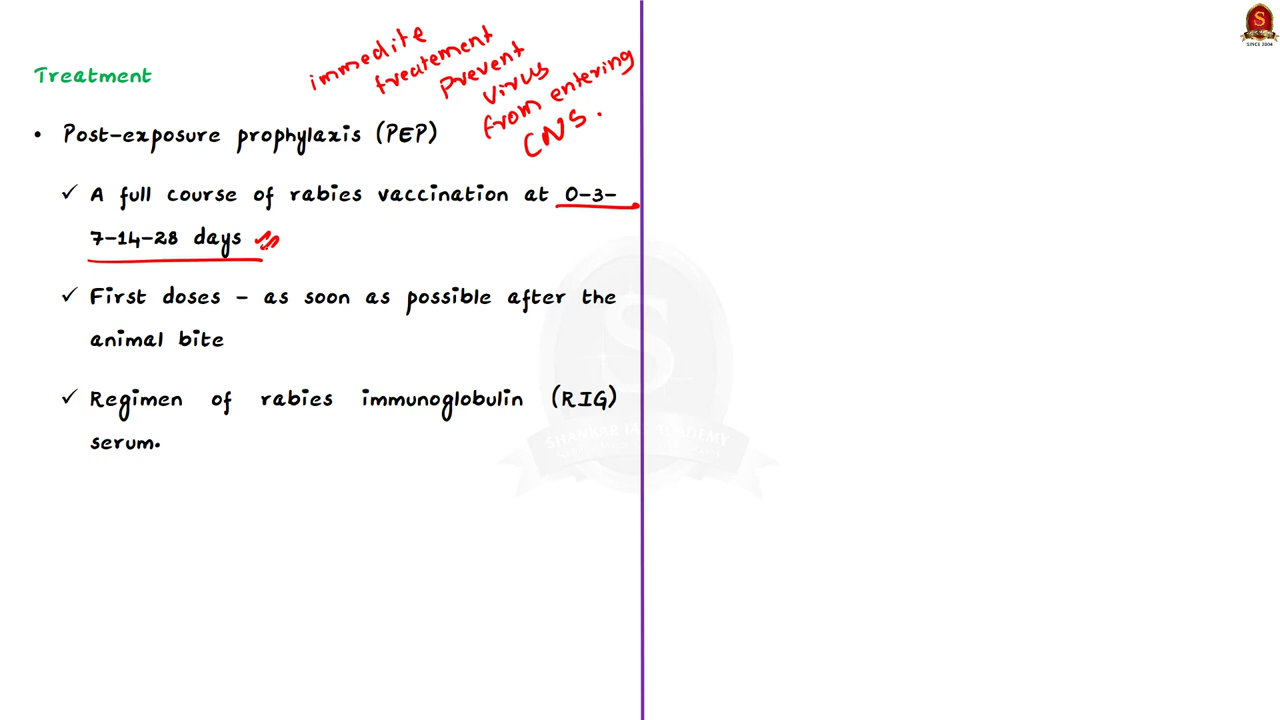 Treatment
immedite
treatement
prevent
virus
from entering
CNS.
• Post-exposure prophylaxis (PEP)
✓ A full course of rabies vaccination at 0-3-
7-14-28 days
✓ First doses - as soon as possible after the
animal bite
✓ Regimen of rabies immunoglobulin (RIG)
serum.
S
SINCE 2004
S